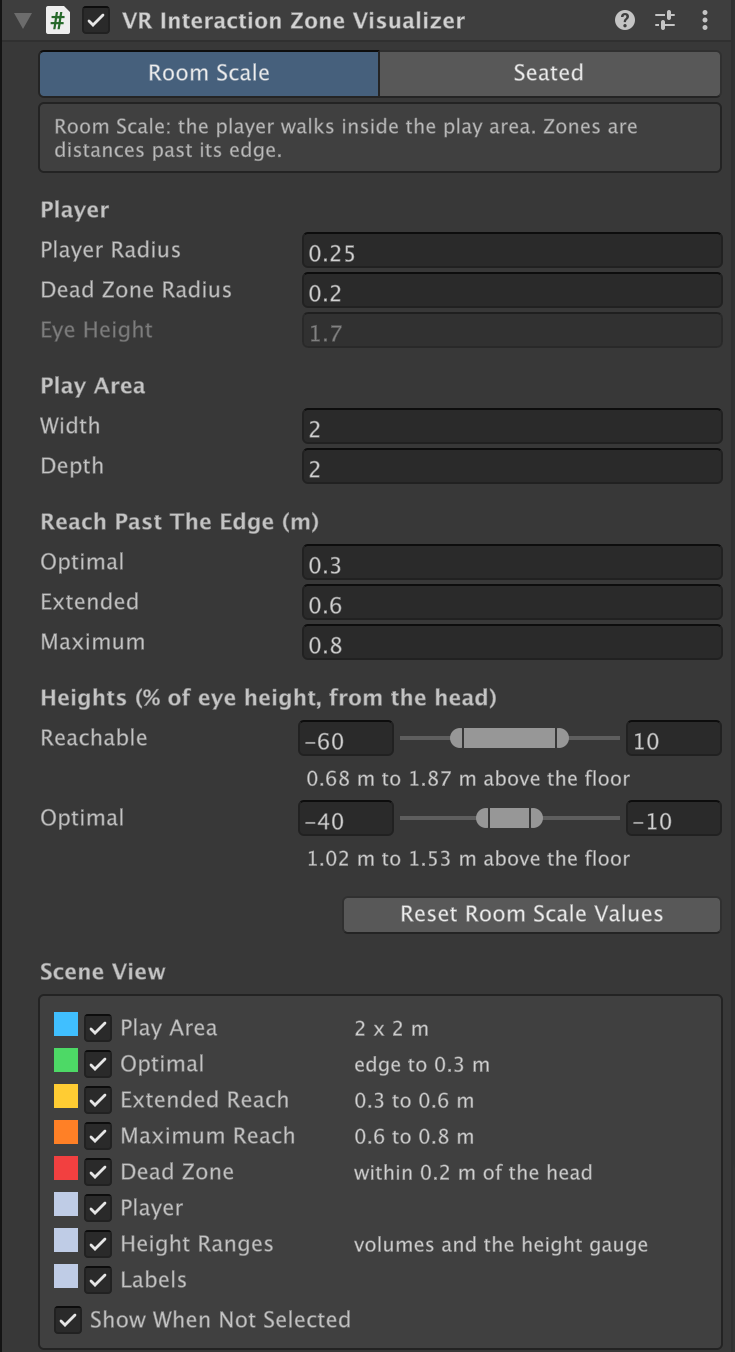 VR Interaction Zone Visualizer
Room Scale
Seated
Room Scale: the player walks inside the play area. Zones are
distances past its edge.
Player
Player Radius 0.25
Dead Zone Radius 0.2
Eye Height 1.7
Play Area
Width 2
Depth 2
Reach Past The Edge (m)
Optimal 0.3
Extended 0.6
Maximum 0.8
Heights (% of eye height, from the head)
Reachable -60 10
0.68 m to 1.87 m above the floor
Optimal -40 -10
1.02 m to 1.53 m above the floor
Reset Room Scale Values
Scene View
Play Area 2 x 2 m
Optimal edge to 0.3 m
Extended Reach 0.3 to 0.6 m
Maximum Reach 0.6 to 0.8 m
Dead Zone within 0.2 m of the head
Player
Height Ranges volumes and the height gauge
Labels
Show When Not Selected